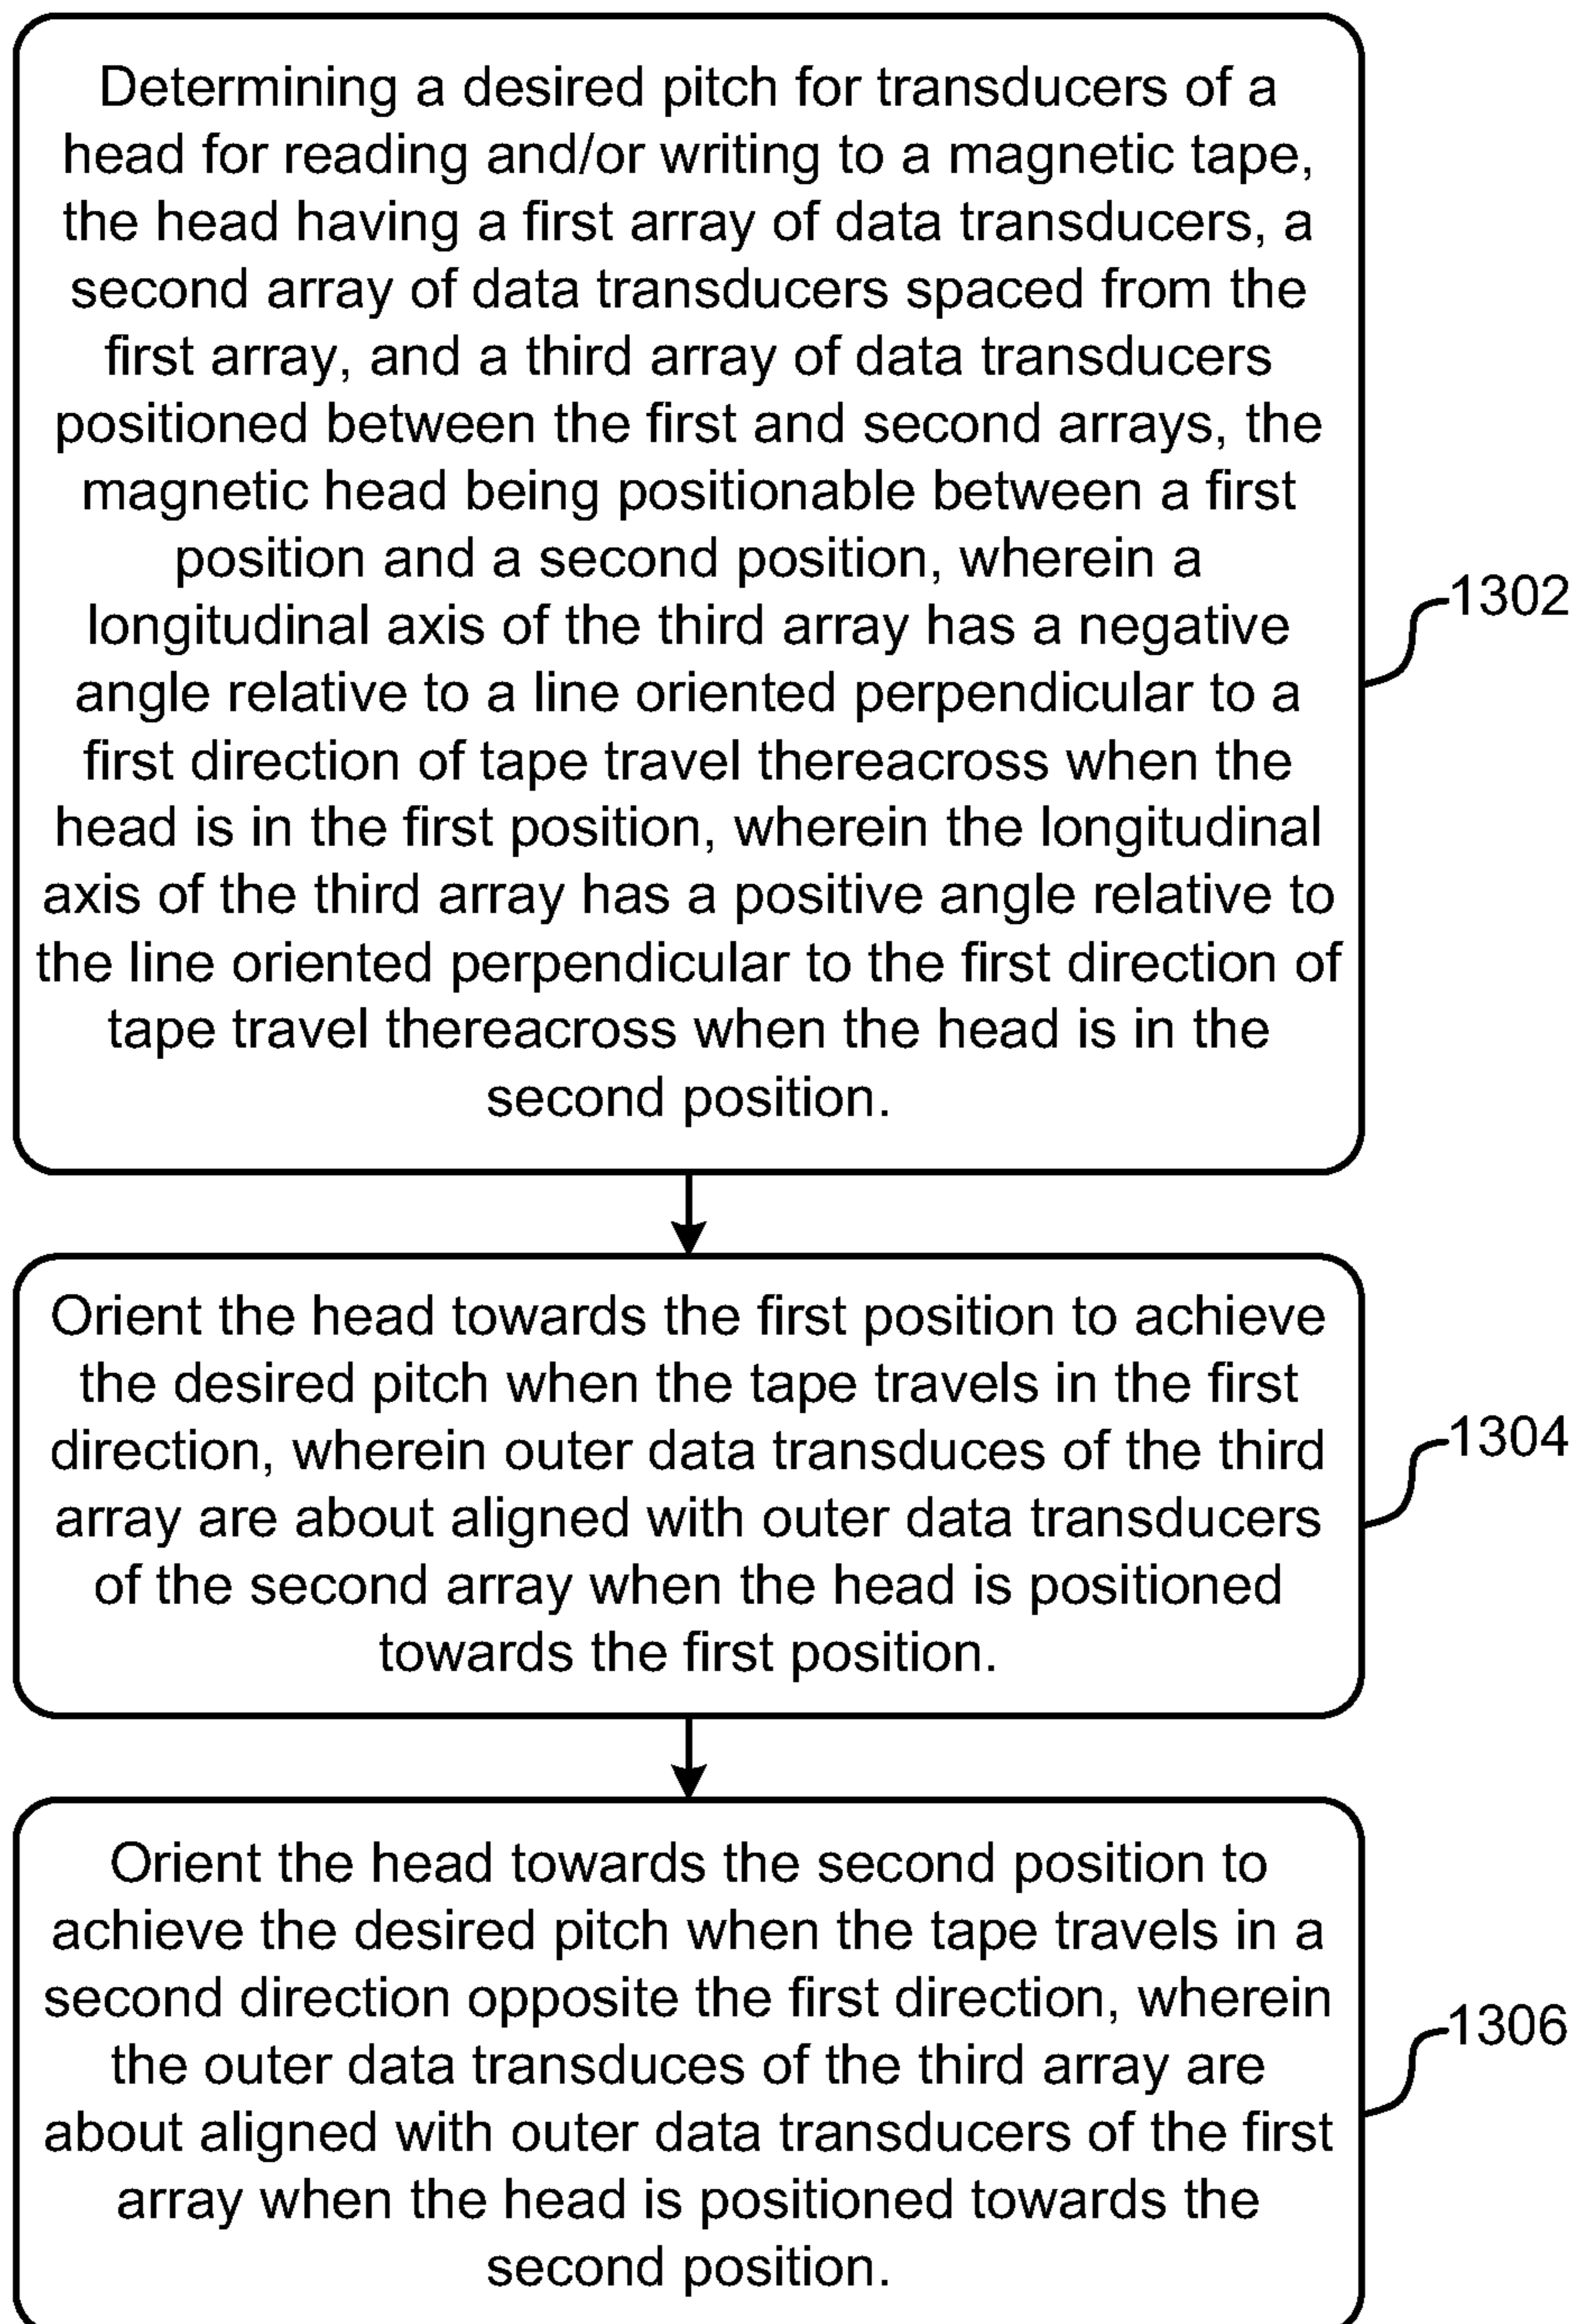 Determining a desired pitch for transducers of a
head for reading and/or writing to a magnetic tape,
the head having a first array of data transducers, a
second array of data transducers spaced from the
first array, and a third array of data transducers
positioned between the first and second arrays, the
magnetic head being positionable between a first
position and a second position, wherein a
longitudinal axis of the third array has a negative
angle relative to a line oriented perpendicular to a
first direction of tape travel thereacross when the
head is in the first position, wherein the longitudinal
axis of the third array has a positive angle relative to
the line oriented perpendicular to the first direction of
tape travel thereacross when the head is in the
second position.
1302
Orient the head towards the first position to achieve
the desired pitch when the tape travels in the first
direction, wherein outer data transduces of the third
array are about aligned with outer data transducers
of the second array when the head is positioned
towards the first position.
1304
Orient the head towards the second position to
achieve the desired pitch when the tape travels in a
second direction opposite the first direction, wherein
the outer data transduces of the third array are
about aligned with outer data transducers of the first
array when the head is positioned towards the
second position.
1306